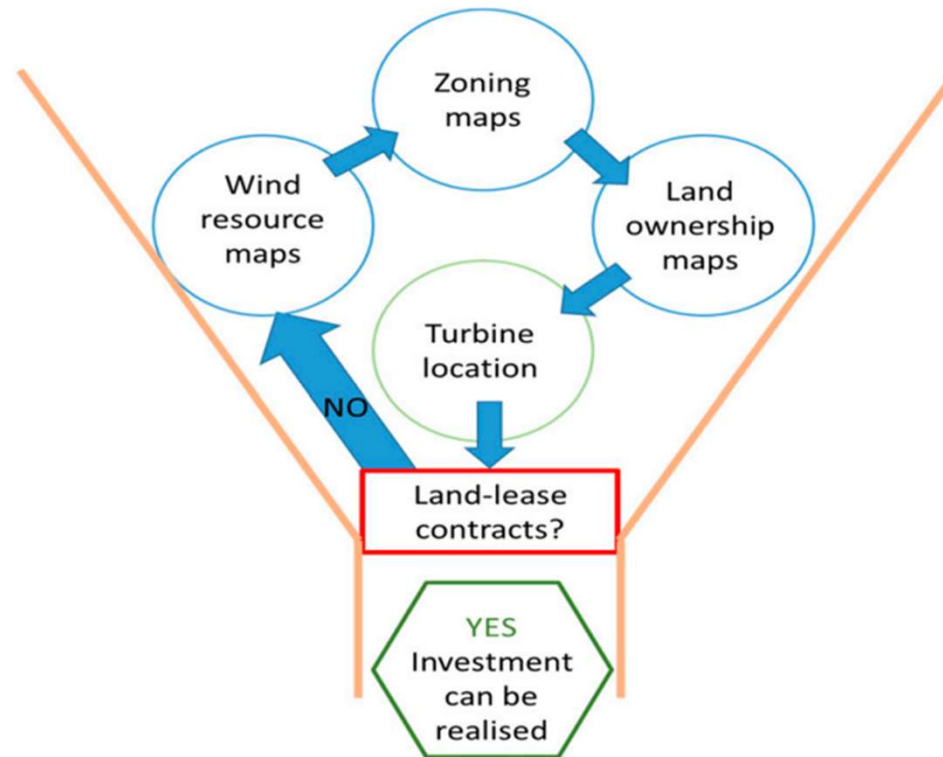 Zoning
maps
Wind
resource
maps
Land
ownership
maps
Turbine
location
NO
Land-lease
contracts?
YES
Investment
can be
realised